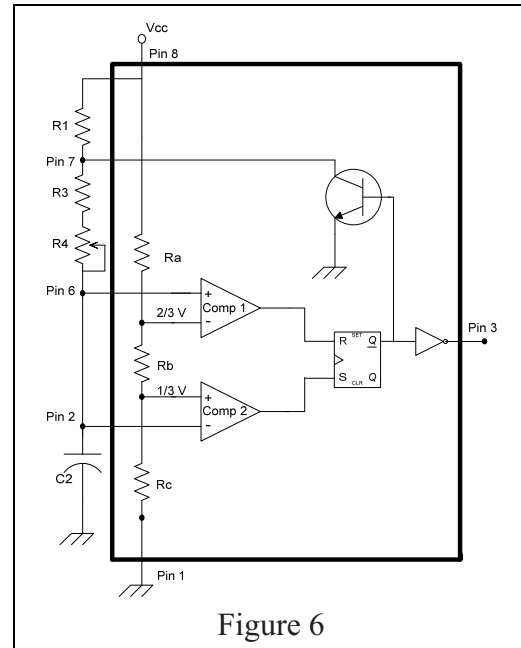 Vcc
Pin 8
R1
Pin 7
R3
R4
Ra
Pin 6
+
Comp 1
2/3 V
-
R SET Q
Pin 3
Rb
S CLR Q
1/3 V
+
Comp 2
Pin 2
-
C2
Rc
Pin 1
Figure 6